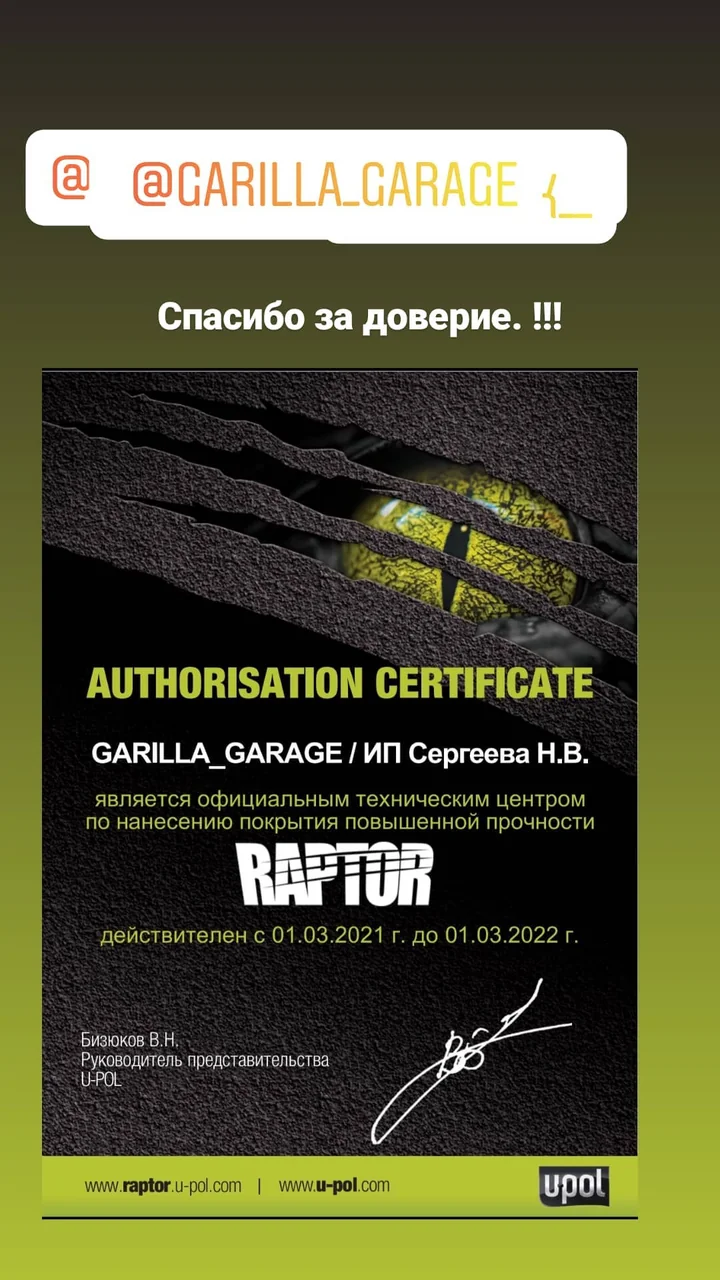 @ @GARILLA_GARAGE {_
Спасибо за доверие. !!!
AUTHORISATION CERTIFICATE
GARILLA_GARAGE / ИП Сергеева Н.В.
является официальным техническим центром
по нанесению покрытия повышенной прочности
RAPTOR
действителен с 01.03.2021 г. до 01.03.2022 г.
Бизюков В.Н.
Руководитель представительства
U-POL
www.raptor.u-pol.com | www.u-pol.com
upol